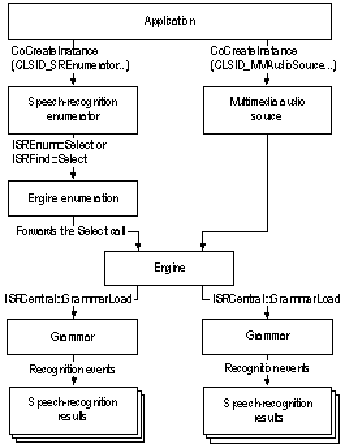 Application
CoCreateInstance
(CLSID_SREnumerator...)
CoCreateInstance
(CLSID_MMAudioSource...)
Speech-recognition
enumerator
Multimedia audio
source
ISREnum::Select or
ISRFind::Select
Engine enumeration
Forwards the Select call
Engine
ISRCentral::GrammarLoad
ISRCentral::GrammarLoad
Grammar
Grammar
Recognition events
Recognition events
Speech-recognition
results
Speech-recognition
results